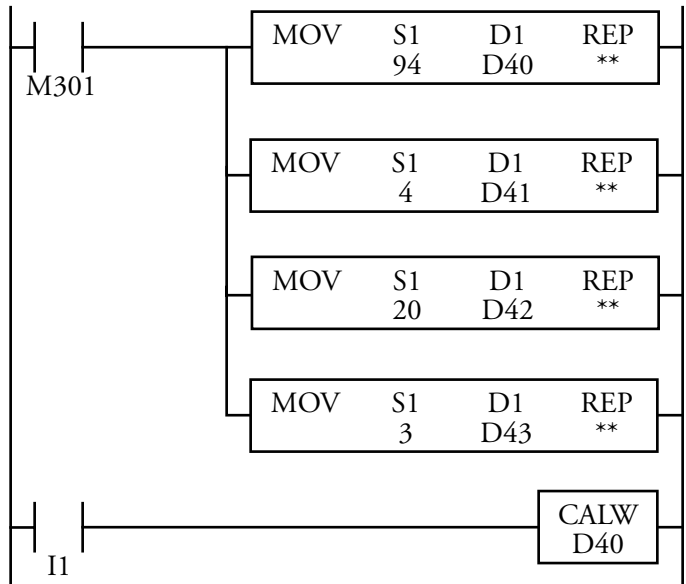 MOV S1 D1 REP
94 D40 **
M301
MOV S1 D1 REP
4 D41 **
MOV S1 D1 REP
20 D42 **
MOV S1 D1 REP
3 D43 **
CALW
D40
I1